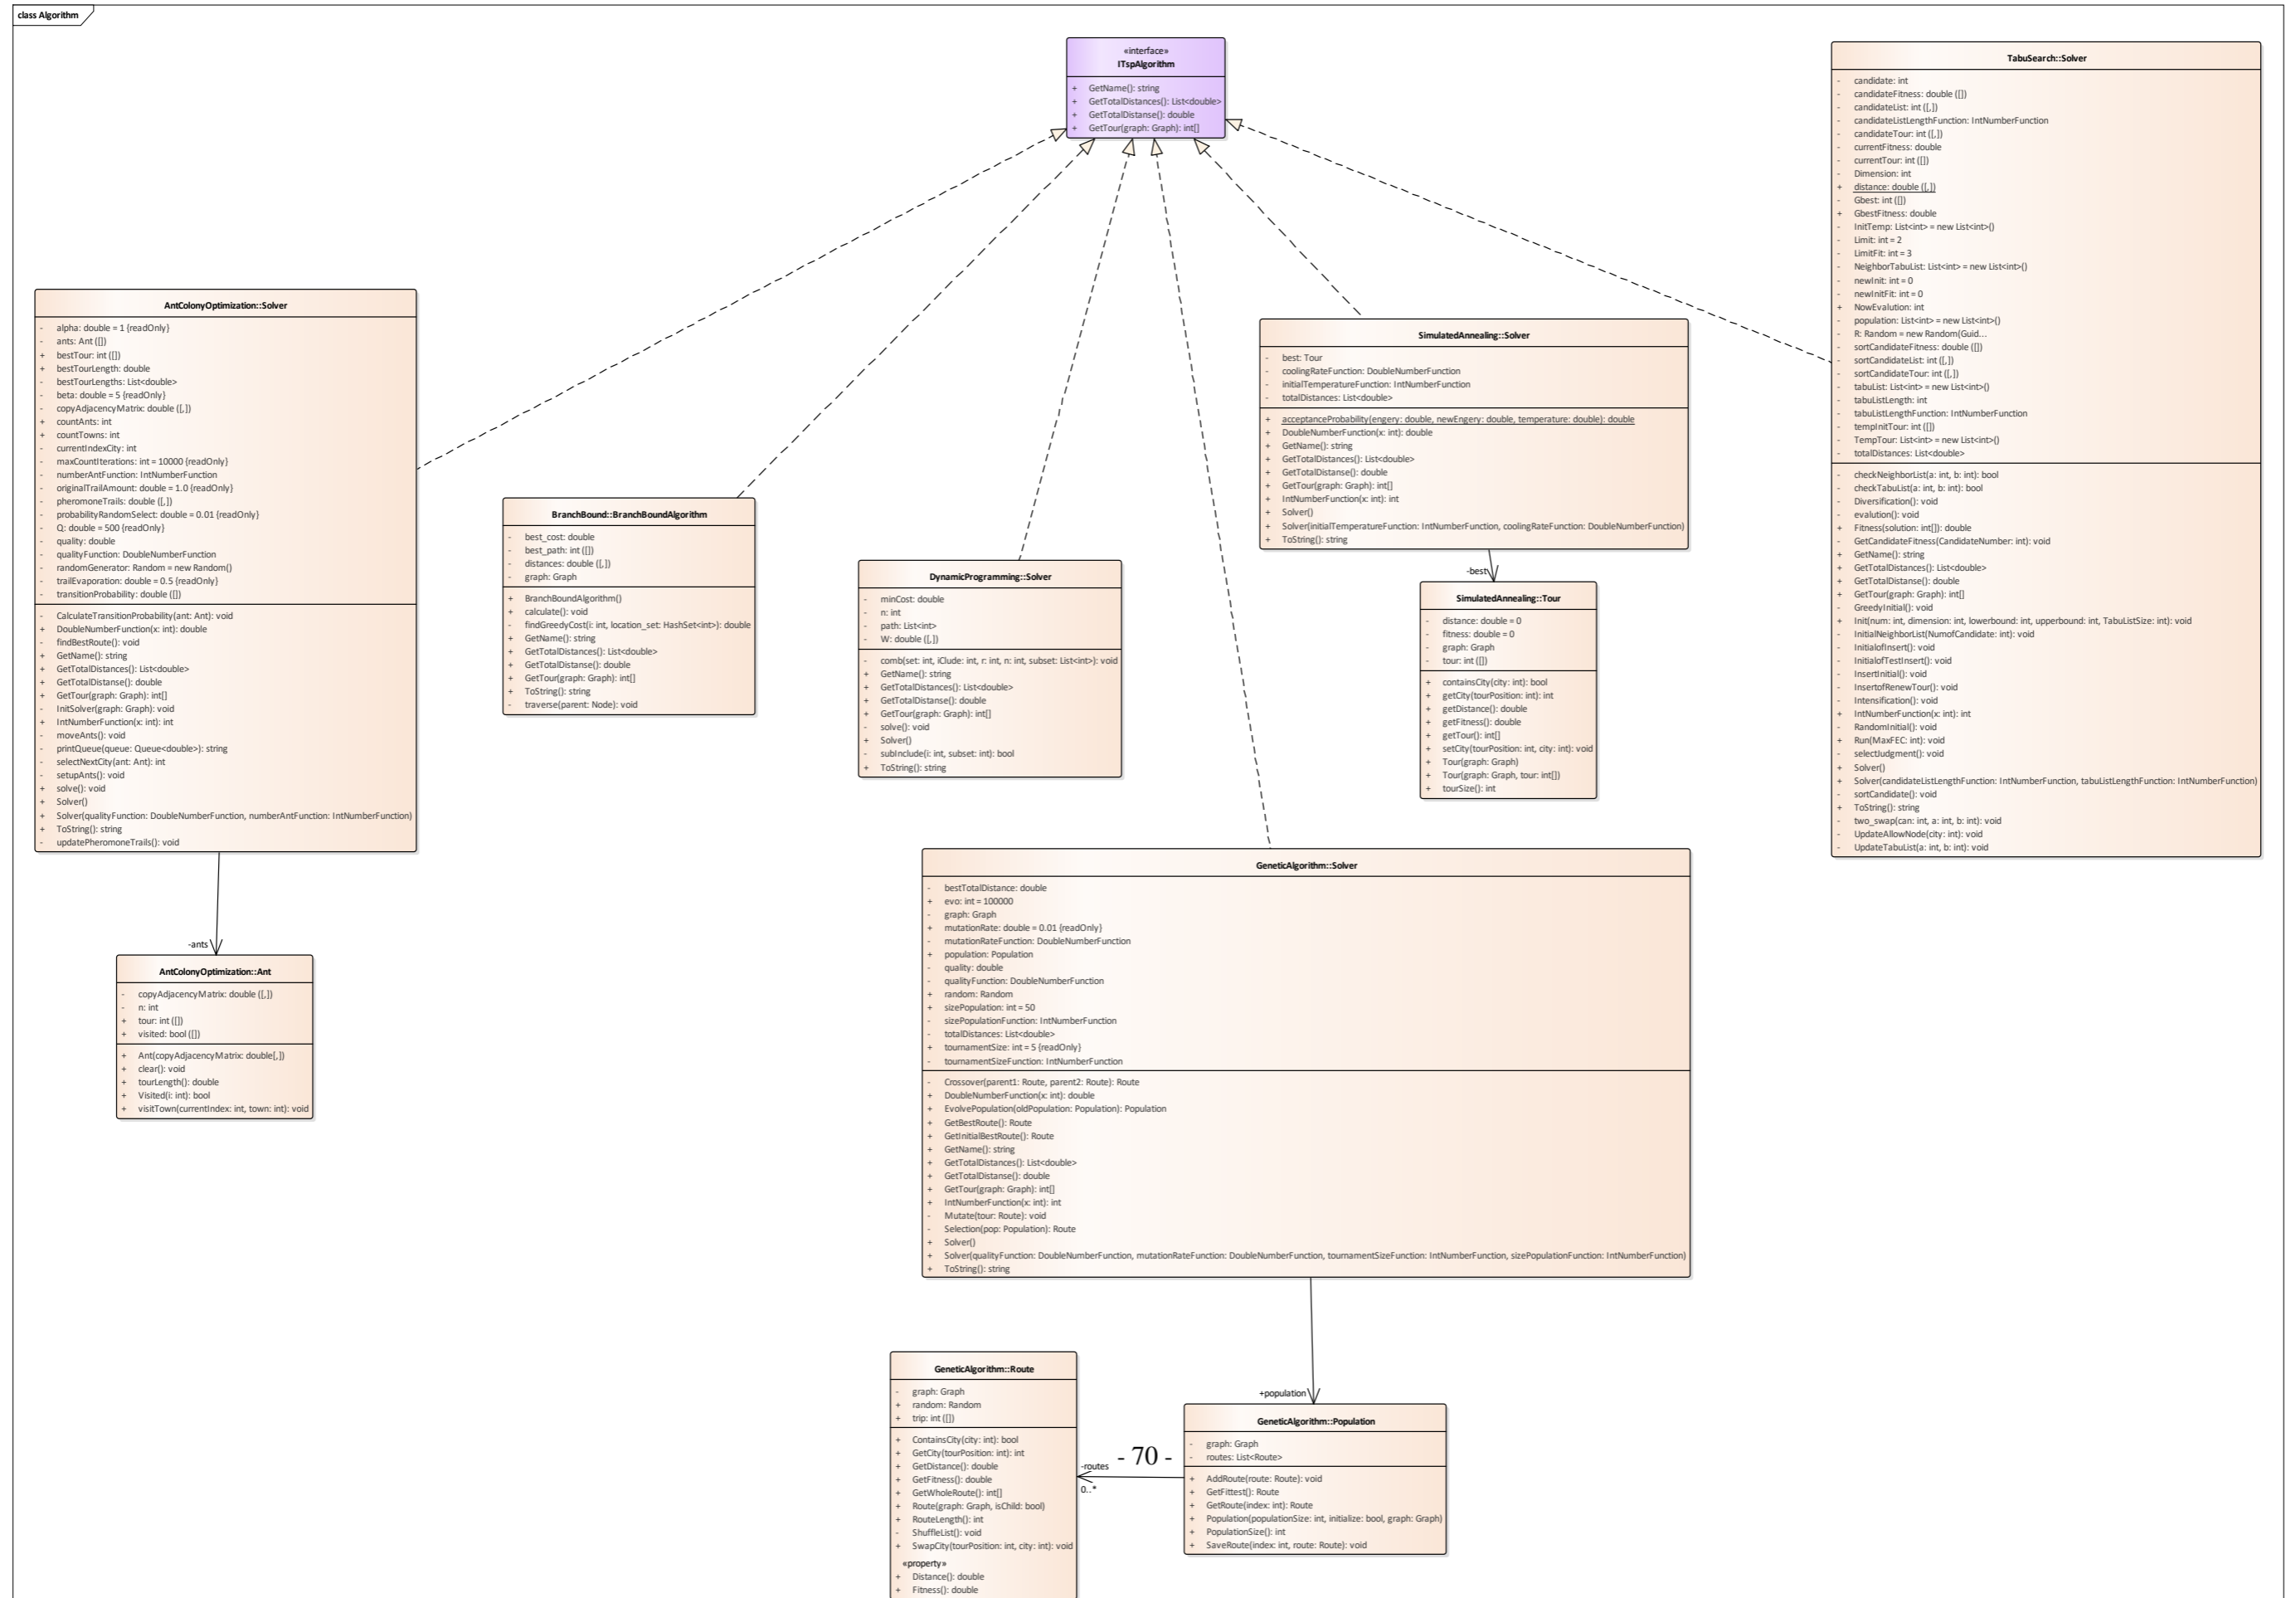 class Algorithm
«interface»
ITspAlgorithm
+ GetName(): string
+ GetTotalDistances(): List<double>
+ GetTotalDistanse(): double
+ GetTour(graph: Graph): int[]
TabuSearch::Solver
- candidate: int
- candidateFitness: double ([])
- candidateList: int ([,])
- candidateListLengthFunction: IntNumberFunction
- candidateTour: int ([,])
- currentFitness: double
- currentTour: int ([])
- Dimension: int
+ distance: double ([,])
- Gbest: int ([])
+ GbestFitness: double
- InitTemp: List<int> = new List<int>()
- Limit: int = 2
- LimitFit: int = 3
- NeighborTabuList: List<int> = new List<int>()
- newInit: int = 0
- newInitFit: int = 0
+ NowEvalution: int
- population: List<int> = new List<int>()
- R: Random = new Random(Guid...
- sortCandidateFitness: double ([])
- sortCandidateList: int ([,])
- sortCandidateTour: int ([,])
- tabuList: List<int> = new List<int>()
- tabuListLength: int
- tabuListLengthFunction: IntNumberFunction
- tempInitTour: int ([])
- TempTour: List<int> = new List<int>()
- totalDistances: List<double>
- checkNeighborList(a: int, b: int): bool
- checkTabuList(a: int, b: int): bool
- Diversification(): void
- evalution(): void
+ Fitness(solution: int[]): double
- GetCandidateFitness(CandidateNumber: int): void
+ GetName(): string
+ GetTotalDistances(): List<double>
+ GetTotalDistanse(): double
+ GetTour(graph: Graph): int[]
- GreedyInitial(): void
+ Init(num: int, dimension: int, lowerbound: int, upperbound: int, TabuListSize: int): void
- InitialNeighborList(NumofCandidate: int): void
- InitialofInsert(): void
- InitialofTestInsert(): void
- InsertInitial(): void
- InsertofRenewTour(): void
- Intensification(): void
+ IntNumberFunction(x: int): int
- RandomInitial(): void
+ Run(MaxFEC: int): void
- selectJudgment(): void
+ Solver()
+ Solver(candidateListLengthFunction: IntNumberFunction, tabuListLengthFunction: IntNumberFunction)
- sortCandidate(): void
+ ToString(): string
- two_swap(can: int, a: int, b: int): void
- UpdateAllowNode(city: int): void
- UpdateTabuList(a: int, b: int): void
AntColonyOptimization::Solver
- alpha: double = 1 {readOnly}
- ants: Ant ([])
+ bestTour: int ([])
+ bestTourLength: double
- bestTourLengths: List<double>
- beta: double = 5 {readOnly}
- copyAdjacencyMatrix: double ([,])
+ countAnts: int
+ countTowns: int
- currentIndexCity: int
- maxCountIterations: int = 10000 {readOnly}
- numberAntFunction: IntNumberFunction
- originalTrailAmount: double = 1.0 {readOnly}
- pheromoneTrails: double ([,])
- probabilityRandomSelect: double = 0.01 {readOnly}
- Q: double = 500 {readOnly}
- quality: double
- qualityFunction: DoubleNumberFunction
- randomGenerator: Random = new Random()
- trailEvaporation: double = 0.5 {readOnly}
- transitionProbability: double ([])
- CalculateTransitionProbability(ant: Ant): void
+ DoubleNumberFunction(x: int): double
- findBestRoute(): void
+ GetName(): string
+ GetTotalDistances(): List<double>
+ GetTotalDistanse(): double
+ GetTour(graph: Graph): int[]
- InitSolver(graph: Graph): void
+ IntNumberFunction(x: int): int
- moveAnts(): void
- printQueue(queue: Queue<double>): string
- selectNextCity(ant: Ant): int
- setupAnts(): void
+ solve(): void
+ Solver()
+ Solver(qualityFunction: DoubleNumberFunction, numberAntFunction: IntNumberFunction)
+ ToString(): string
- updatePheromoneTrails(): void
SimulatedAnnealing::Solver
- best: Tour
- coolingRateFunction: DoubleNumberFunction
- initialTemperatureFunction: IntNumberFunction
- totalDistances: List<double>
+ acceptanceProbability(engery: double, newEngery: double, temperature: double): double
+ DoubleNumberFunction(x: int): double
+ GetName(): string
+ GetTotalDistances(): List<double>
+ GetTotalDistanse(): double
+ GetTour(graph: Graph): int[]
+ IntNumberFunction(x: int): int
+ Solver()
+ Solver(initialTemperatureFunction: IntNumberFunction, coolingRateFunction: DoubleNumberFunction)
+ ToString(): string
BranchBound::BranchBoundAlgorithm
- best_cost: double
- best_path: int ([])
- distances: double ([,])
- graph: Graph
+ BranchBoundAlgorithm()
+ calculate(): void
- findGreedyCost(i: int, location_set: HashSet<int>): double
+ GetName(): string
+ GetTotalDistances(): List<double>
+ GetTotalDistanse(): double
+ GetTour(graph: Graph): int[]
+ ToString(): string
- traverse(parent: Node): void
DynamicProgramming::Solver
- minCost: double
- n: int
- path: List<int>
- W: double ([,])
- comb(set: int, iClude: int, r: int, n: int, subset: List<int>): void
+ GetName(): string
+ GetTotalDistances(): List<double>
+ GetTotalDistanse(): double
+ GetTour(graph: Graph): int[]
- solve(): void
+ Solver()
- subInclude(i: int, subset: int): bool
+ ToString(): string
-best
SimulatedAnnealing::Tour
- distance: double = 0
- fitness: double = 0
- graph: Graph
- tour: int ([])
+ containsCity(city: int): bool
+ getCity(tourPosition: int): int
+ getDistance(): double
+ getFitness(): double
+ getTour(): int[]
+ setCity(tourPosition: int, city: int): void
+ Tour(graph: Graph)
+ Tour(graph: Graph, tour: int[])
+ tourSize(): int
GeneticAlgorithm::Solver
- bestTotalDistance: double
+ evo: int = 100000
- graph: Graph
+ mutationRate: double = 0.01 {readOnly}
- mutationRateFunction: DoubleNumberFunction
+ population: Population
- quality: double
- qualityFunction: DoubleNumberFunction
+ random: Random
+ sizePopulation: int = 50
- sizePopulationFunction: IntNumberFunction
- totalDistances: List<double>
+ tournamentSize: int = 5 {readOnly}
- tournamentSizeFunction: IntNumberFunction
- Crossover(parent1: Route, parent2: Route): Route
+ DoubleNumberFunction(x: int): double
+ EvolvePopulation(oldPopulation: Population): Population
+ GetBestRoute(): Route
+ GetInitialBestRoute(): Route
+ GetName(): string
+ GetTotalDistances(): List<double>
+ GetTotalDistanse(): double
+ GetTour(graph: Graph): int[]
+ IntNumberFunction(x: int): int
- Mutate(tour: Route): void
- Selection(pop: Population): Route
+ Solver()
+ Solver(qualityFunction: DoubleNumberFunction, mutationRateFunction: DoubleNumberFunction, tournamentSizeFunction: IntNumberFunction, sizePopulationFunction: IntNumberFunction)
+ ToString(): string
-ants
AntColonyOptimization::Ant
- copyAdjacencyMatrix: double ([,])
- n: int
+ tour: int ([])
+ visited: bool ([])
+ Ant(copyAdjacencyMatrix: double[,])
+ clear(): void
+ tourLength(): double
+ Visited(i: int): bool
+ visitTown(currentIndex: int, town: int): void
GeneticAlgorithm::Route
- graph: Graph
+ random: Random
+ trip: int ([])
+ ContainsCity(city: int): bool
+ GetCity(tourPosition: int): int
+ GetDistance(): double
+ GetFitness(): double
+ GetWholeRoute(): int[]
+ Route(graph: Graph, isChild: bool)
+ RouteLength(): int
- ShuffleList(): void
+ SwapCity(tourPosition: int, city: int): void
«property»
+ Distance(): double
+ Fitness(): double
-routes
0..*
- 70 -
+population
GeneticAlgorithm::Population
- graph: Graph
- routes: List<Route>
+ AddRoute(route: Route): void
+ GetFittest(): Route
+ GetRoute(index: int): Route
+ Population(populationSize: int, initialize: bool, graph: Graph)
+ PopulationSize(): int
+ SaveRoute(index: int, route: Route): void